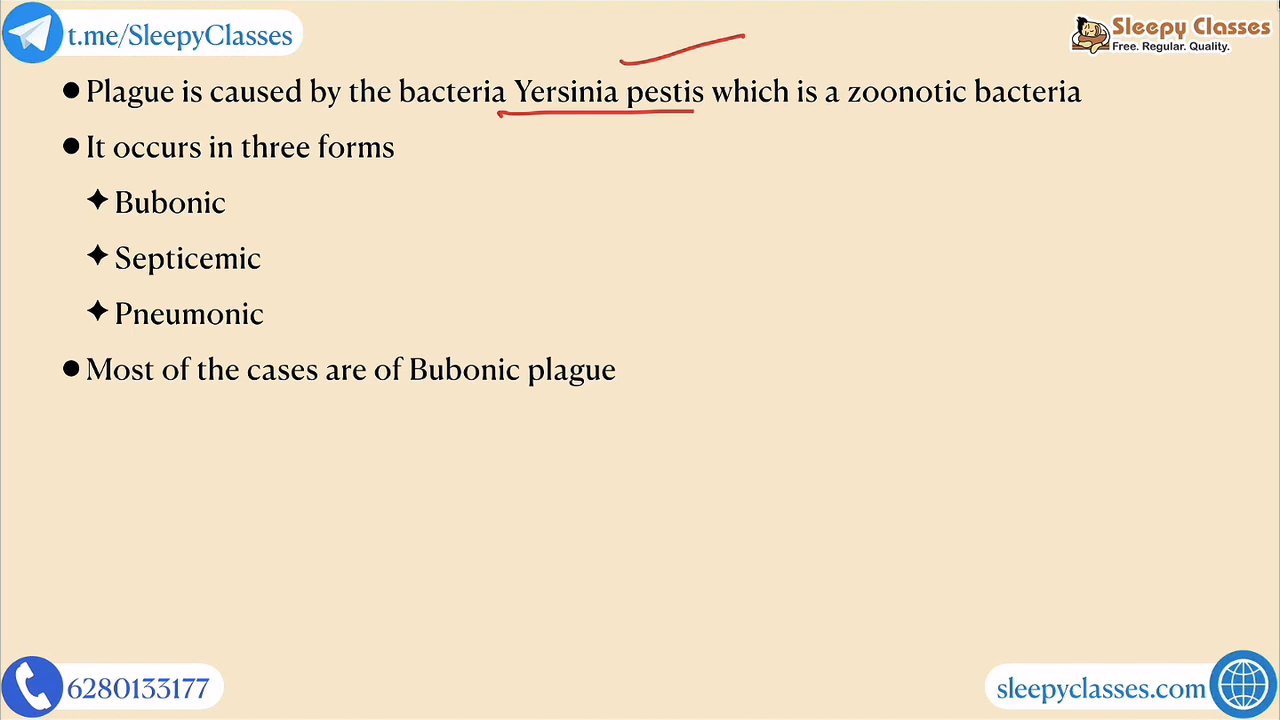 t.me/SleepyClasses
Sleepy Classes
Free. Regular. Quality.
● Plague is caused by the bacteria Yersinia pestis which is a zoonotic bacteria
● It occurs in three forms
✦ Bubonic
✦ Septicemic
✦ Pneumonic
● Most of the cases are of Bubonic plague
6280133177
sleepyclasses.com